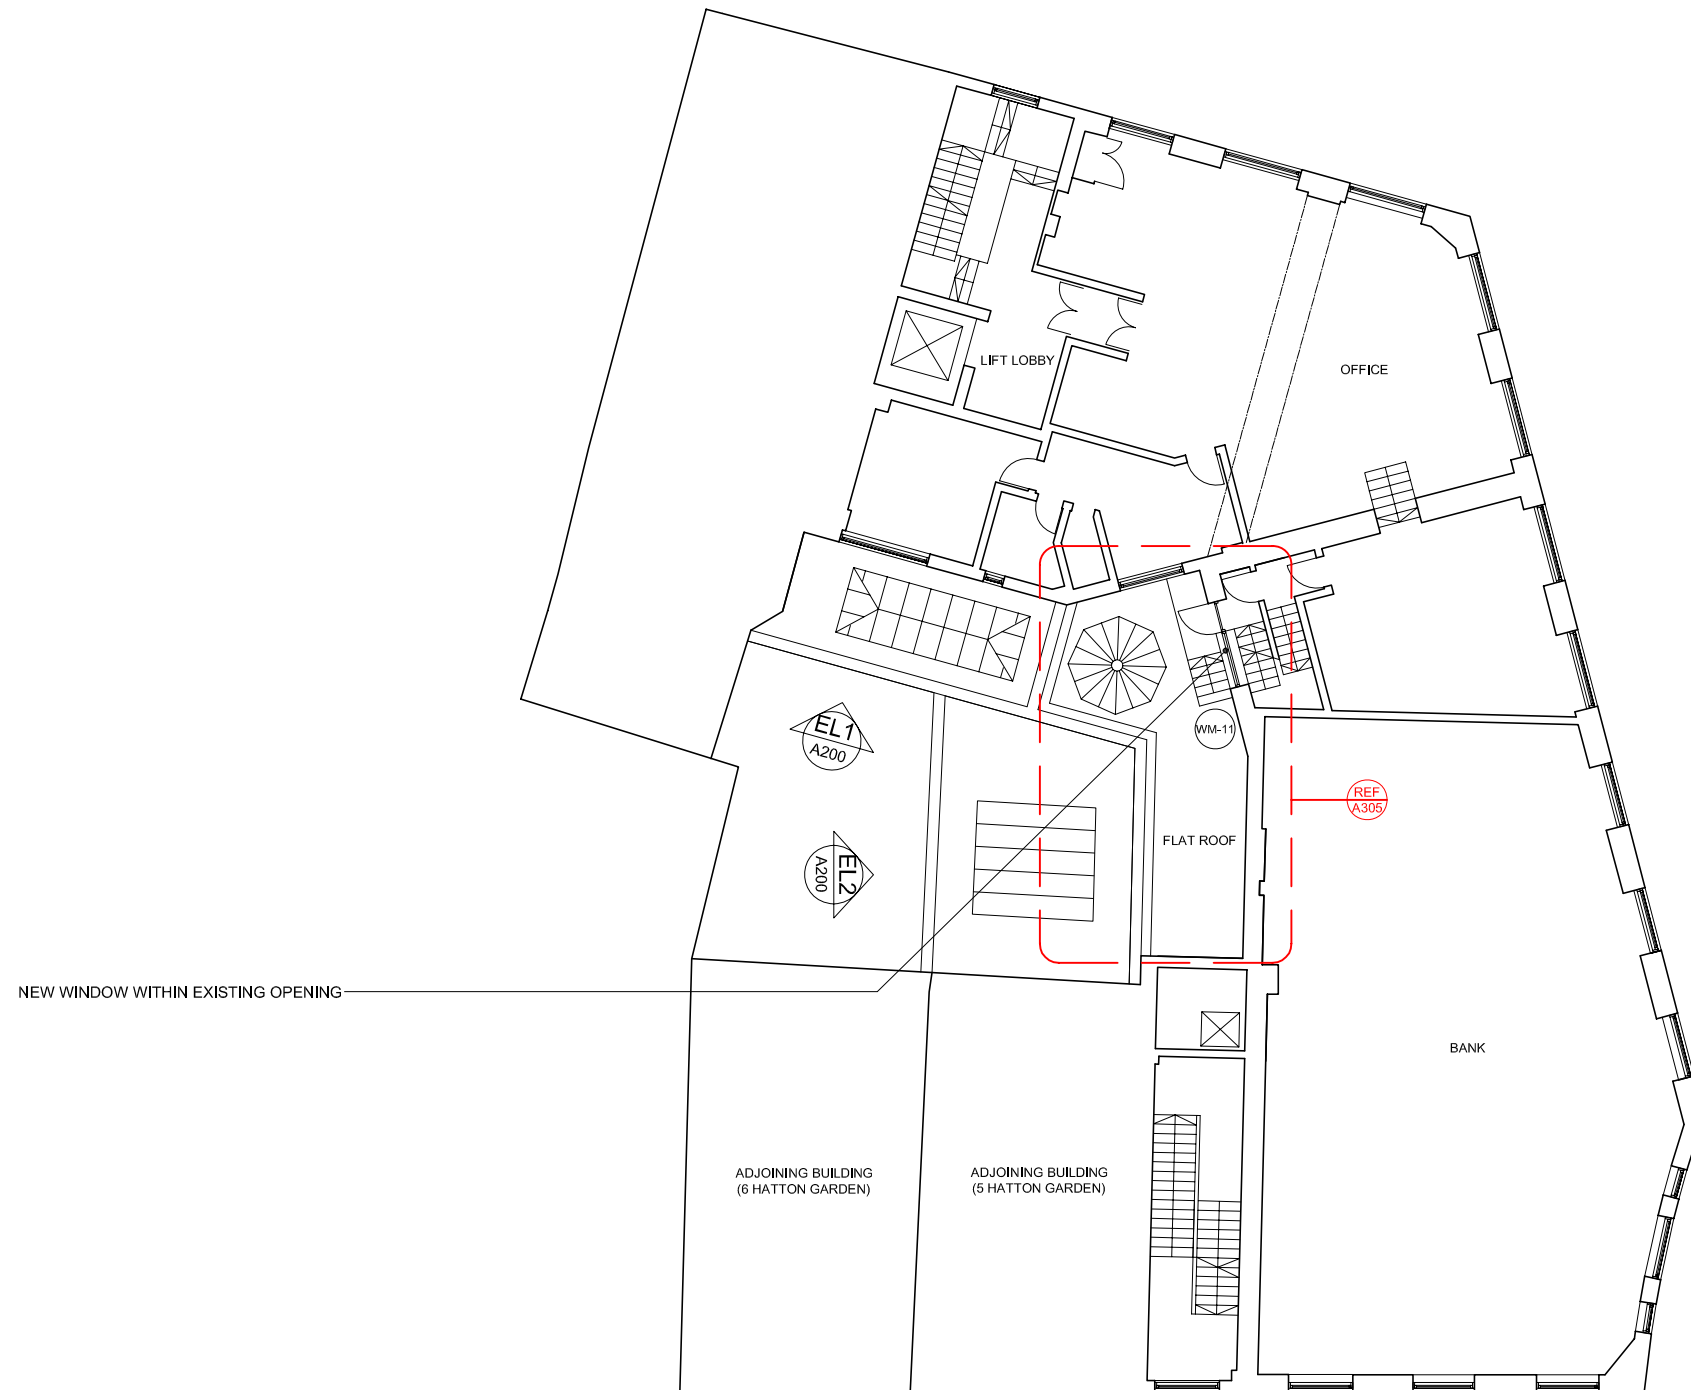 LIFT LOBBY
OFFICE
EL1
A200
WM-11
REF
A305
FLAT ROOF
EL2
A200
NEW WINDOW WITHIN EXISTING OPENING
BANK
ADJOINING BUILDING
(6 HATTON GARDEN)
ADJOINING BUILDING
(5 HATTON GARDEN)